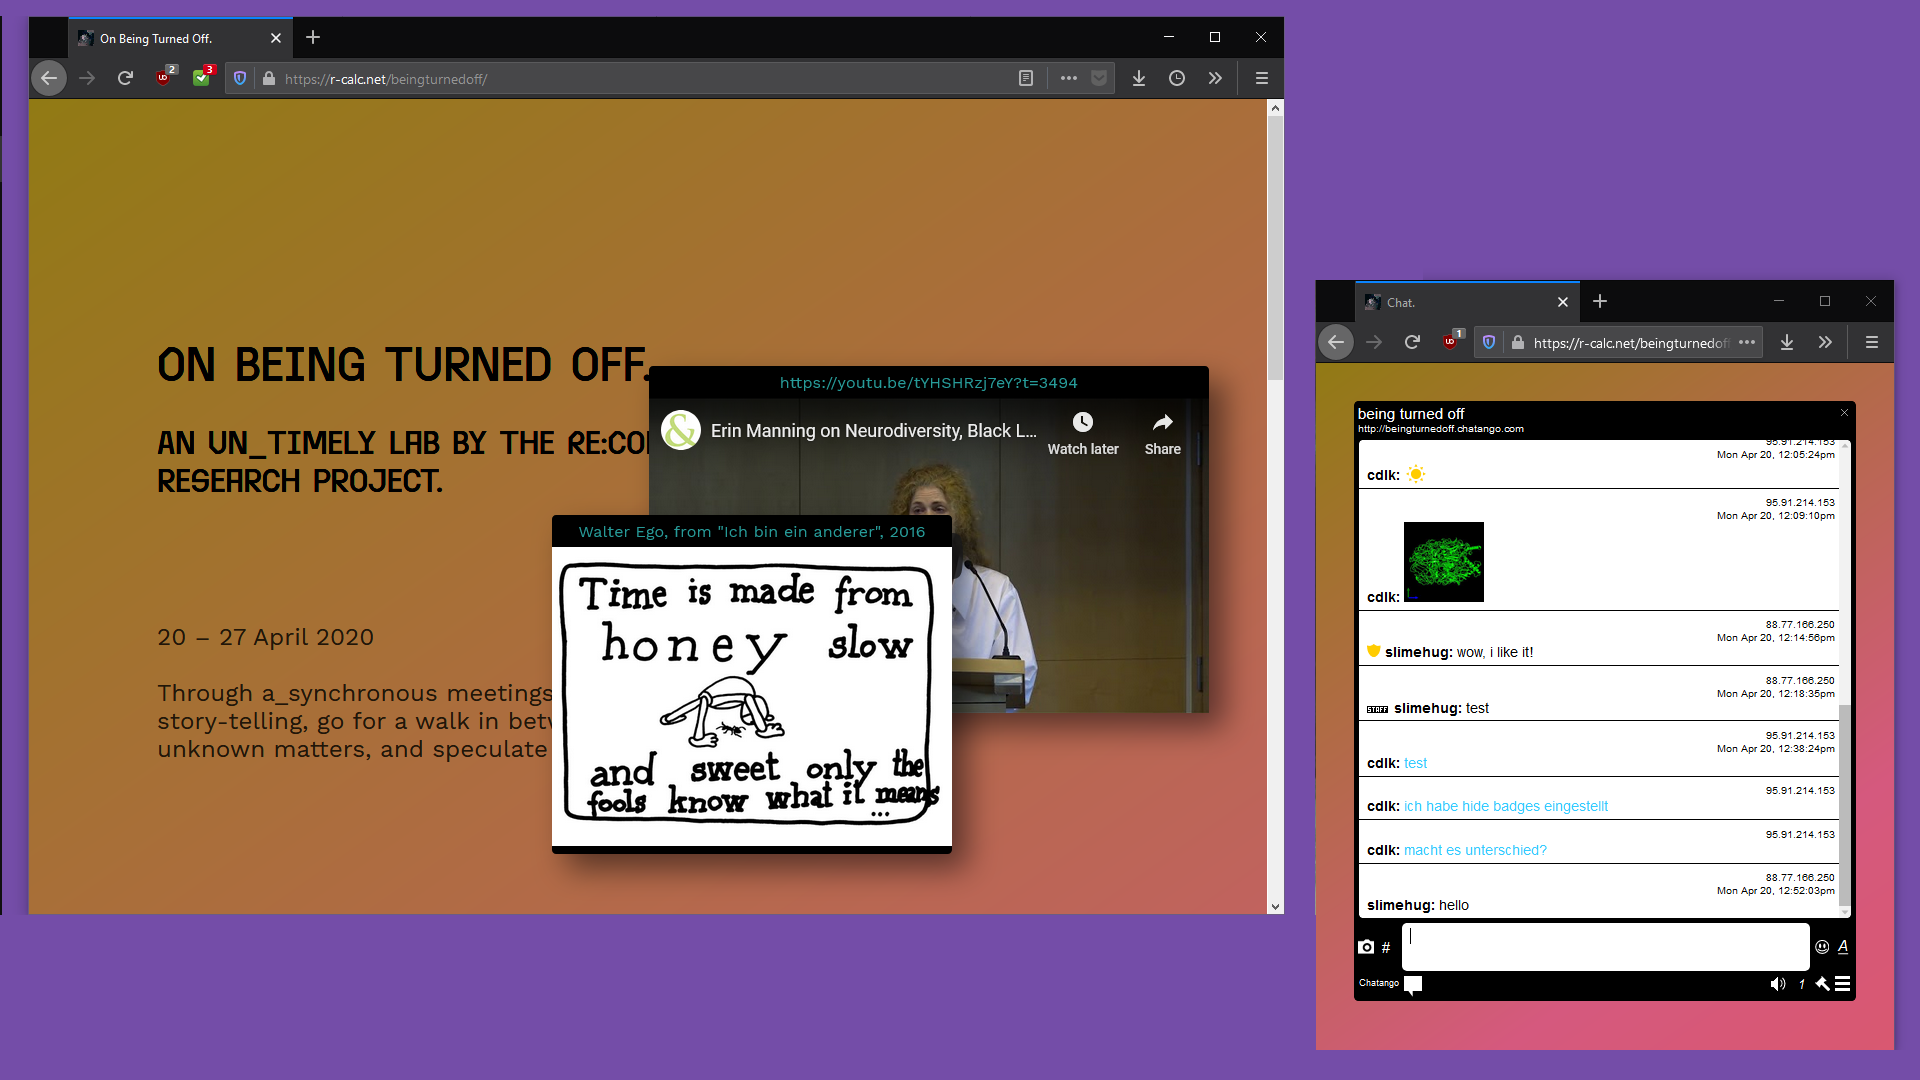 On Being Turned Off.
2
3
https://r-calc.net/beingturnedoff/
ON BEING TURNED OFF.
AN UN_TIMELY LAB BY THE RE:CO
RESEARCH PROJECT.
20 – 27 April 2020
Through a_synchronous meetings
story-telling, go for a walk in betw
unknown matters, and speculate
https://youtu.be/tYHSHRzj7eY?t=3494
&
Erin Manning on Neurodiversity, Black L...
Watch later
Share
Walter Ego, from "Ich bin ein anderer", 2016
Time is made from
honey slow
and sweet only the
fools know what it means
...
Chat.
1
https://r-calc.net/beingturnedof
being turned off
http://beingturnedoff.chatango.com
95.91.214.153
Mon Apr 20, 12:05:24pm
cdlk:
95.91.214.153
Mon Apr 20, 12:09:10pm
cdlk:
88.77.166.250
Mon Apr 20, 12:14:56pm
slimehug: wow, i like it!
88.77.166.250
Mon Apr 20, 12:18:35pm
STAFF slimehug: test
95.91.214.153
Mon Apr 20, 12:38:24pm
cdlk: test
95.91.214.153
cdlk: ich habe hide badges eingestellt
95.91.214.153
cdlk: macht es unterschied?
88.77.166.250
Mon Apr 20, 12:52:03pm
slimehug: hello
#
A
Chatango
1